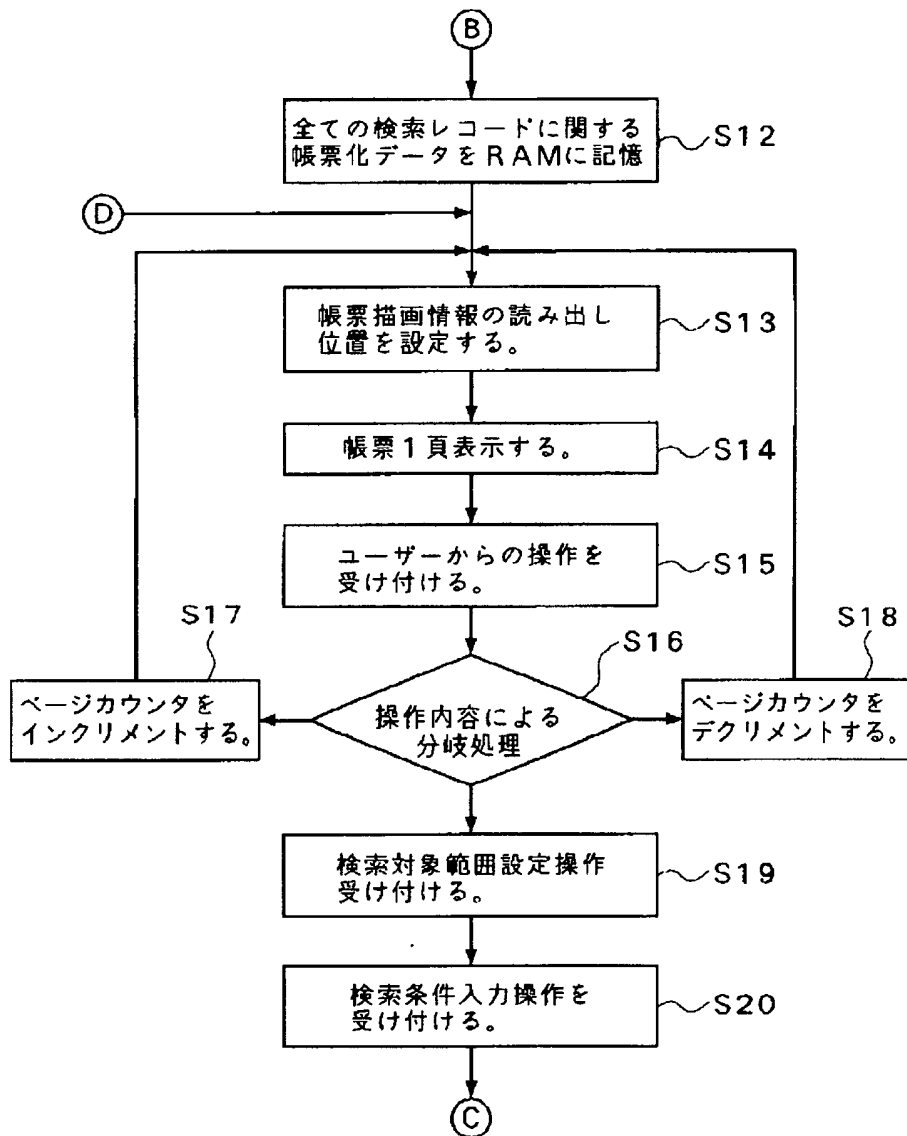 B
全ての検索レコードに関する
帳票化データをRAMに記憶
S12
D
帳票描画情報の読み出し
位置を設定する。
S13
帳票1頁表示する。
S14
ユーザーからの操作を
受け付ける。
S15
S17
ページカウンタを
インクリメントする。
S16
操作内容による
分岐処理
S18
ページカウンタを
デクリメントする。
検索対象範囲設定操作
受け付ける。
S19
検索条件入力操作を
受け付ける。
S20
C